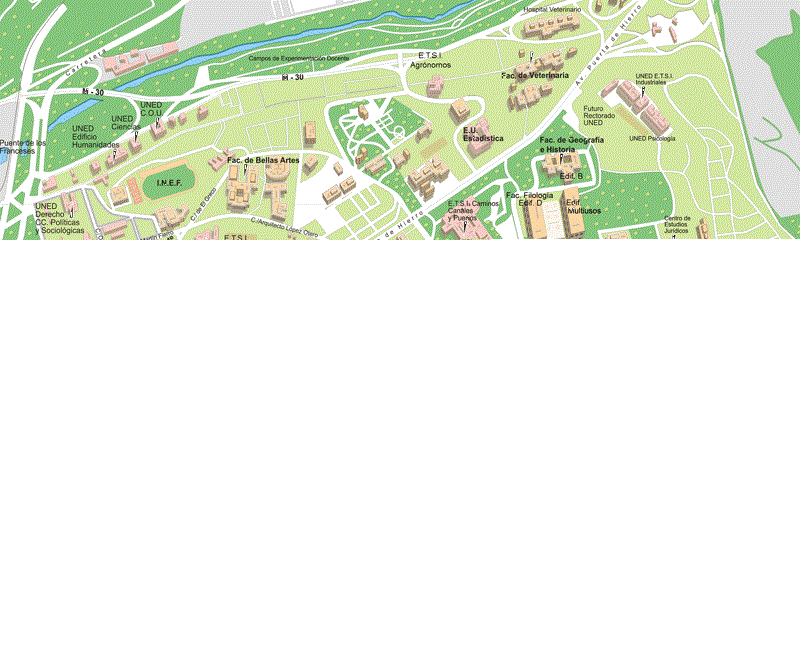 Hospital Veterinario
Carretera
Campos de Experimentación Docente
E.T.S.I.
Agrónomos
Av. Puerta de Hierro
M - 30
M - 30
Fac. de Veterinaria
UNED E.T.S.I.
Industriales
UNED
C.O.U.
UNED
Ciencias
UNED
Edificio
Humanidades
Futuro
Rectorado
UNED
E.U.
Estadística
UNED Psicología
Puente de los
Franceses
Fac. de Geografía
e Historia
Fac. de Bellas Artes
I.N.E.F.
Edif. B
C/ de El Greco
UNED
Derecho
CC. Políticas
y Sociológicas
E.T.S.I. Caminos
Canales
y Puertos
Fac. Filología
Edif. D
Edif.
Multiusos
Centro de
Estudios
Jurídicos
C/Arquitecto López Otero
de Hierro
Martín Fierro
E.T.S.I.